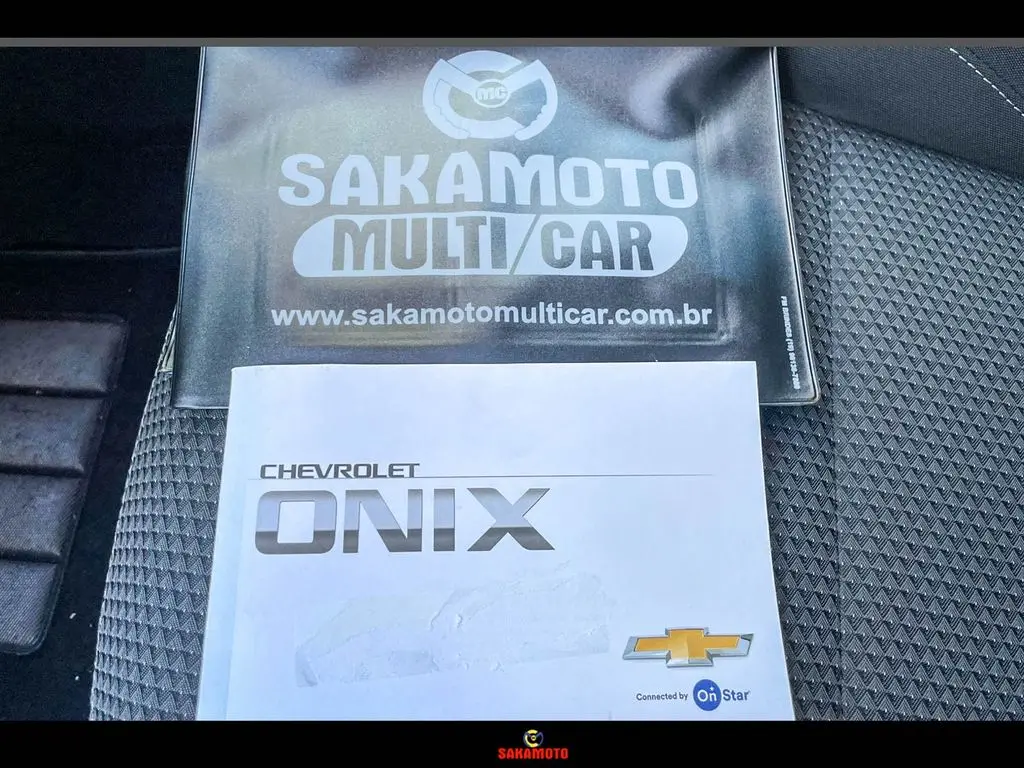 MC
SAKAMOTO
MULTI/CAR
www.sakamotomulticar.com.br
CHEVROLET
ONIX
Connected by OnStar
SAKAMOTO